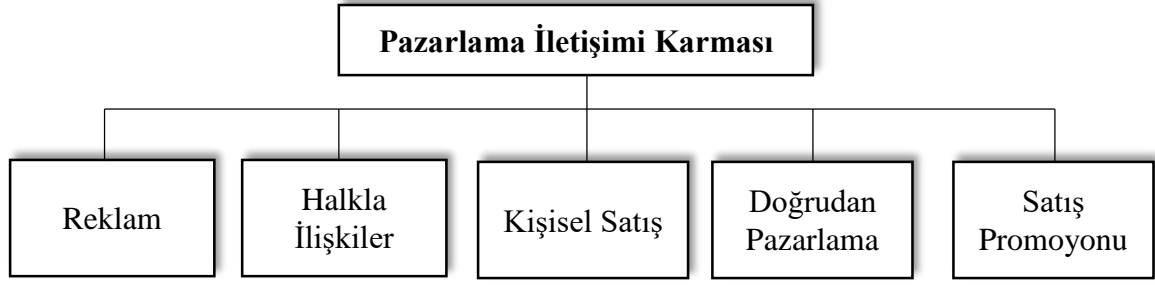 Pazarlama İletişimi Karması
Reklam
Halkla
İlişkiler
Kişisel Satış
Doğrudan
Pazarlama
Satış
Promoyonu